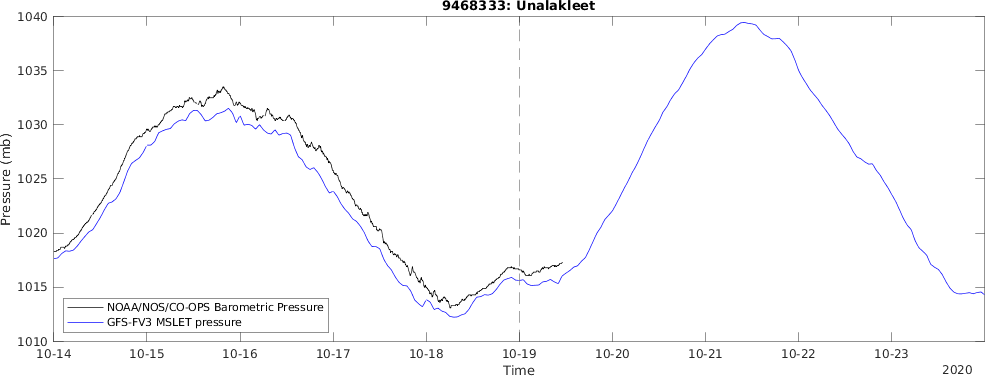 9468333: Unalakleet
1040
1035
1030
1025
1020
1015
1010
Pressure (mb)
NOAA/NOS/CO-OPS Barometric Pressure
GFS-FV3 MSLET pressure
10-14 10-15 10-16 10-17 10-18 10-19 10-20 10-21 10-22 10-23
Time
2020